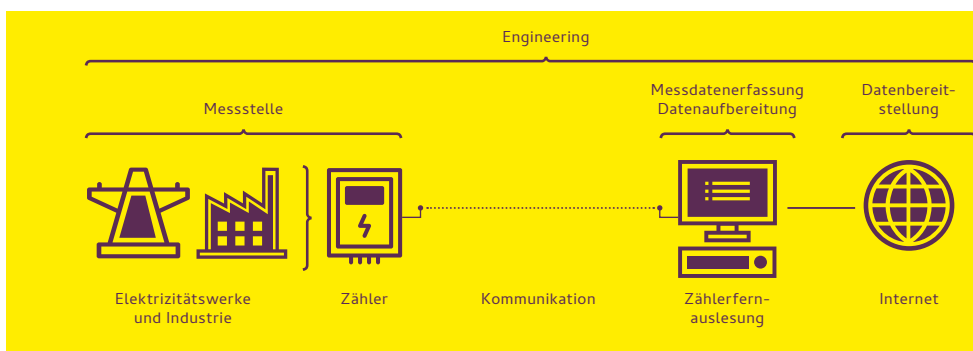 Engineering
Messstelle
Messdatenerfassung
Datenaufbereitung
Datenbereit-
stellung
Elektrizitätswerke
und Industrie
Zähler
Kommunikation
Zählerfern-
auslesung
Internet